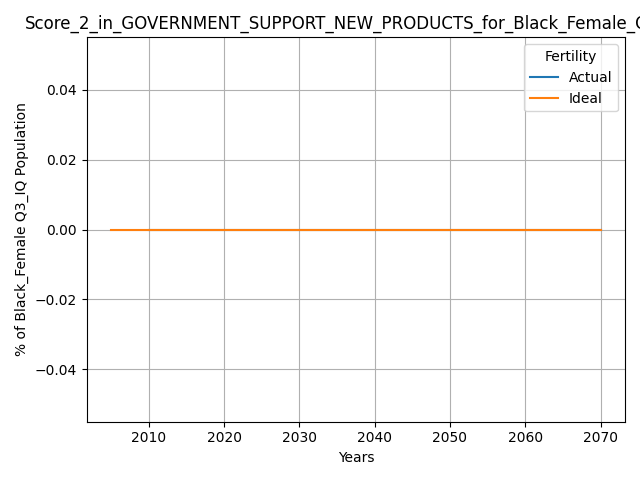 Score_2_in_GOVERNMENT_SUPPORT_NEW_PRODUCTS_for_Black_Female_
Fertility
Actual
Ideal
0.04
0.02
0.00
−0.02
−0.04
% of Black_Female Q3_IQ Population
2010 2020 2030 2040 2050 2060 2070
Years